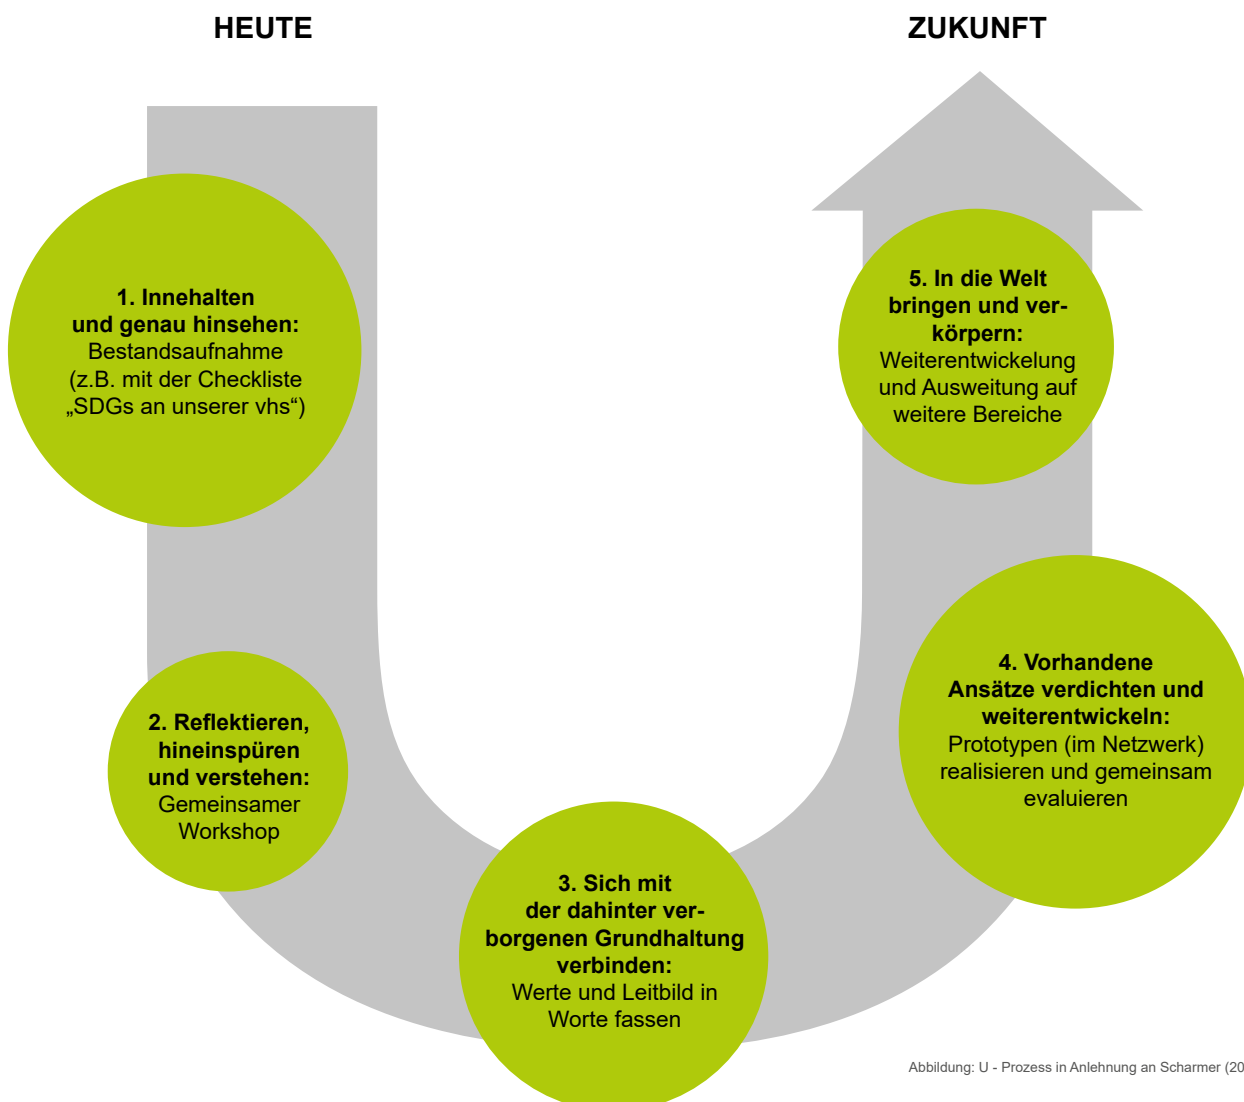 HEUTE
ZUKUNFT
1. Innehalten
und genau hinsehen:
Bestandsaufnahme
(z.B. mit der Checkliste
„SDGs an unserer vhs“)
2. Reflektieren,
hineinspüren
und verstehen:
Gemeinsamer
Workshop
3. Sich mit
der dahinter ver-
borgenen Grundhaltung
verbinden:
Werte und Leitbild in
Worte fassen
4. Vorhandene
Ansätze verdichten und
weiterentwickeln:
Prototypen (im Netzwerk)
realisieren und gemeinsam
evaluieren
5. In die Welt
bringen und ver-
körpern:
Weiterentwickelung
und Ausweitung auf
weitere Bereiche
Abbildung: U - Prozess in Anlehnung an Scharmer (20